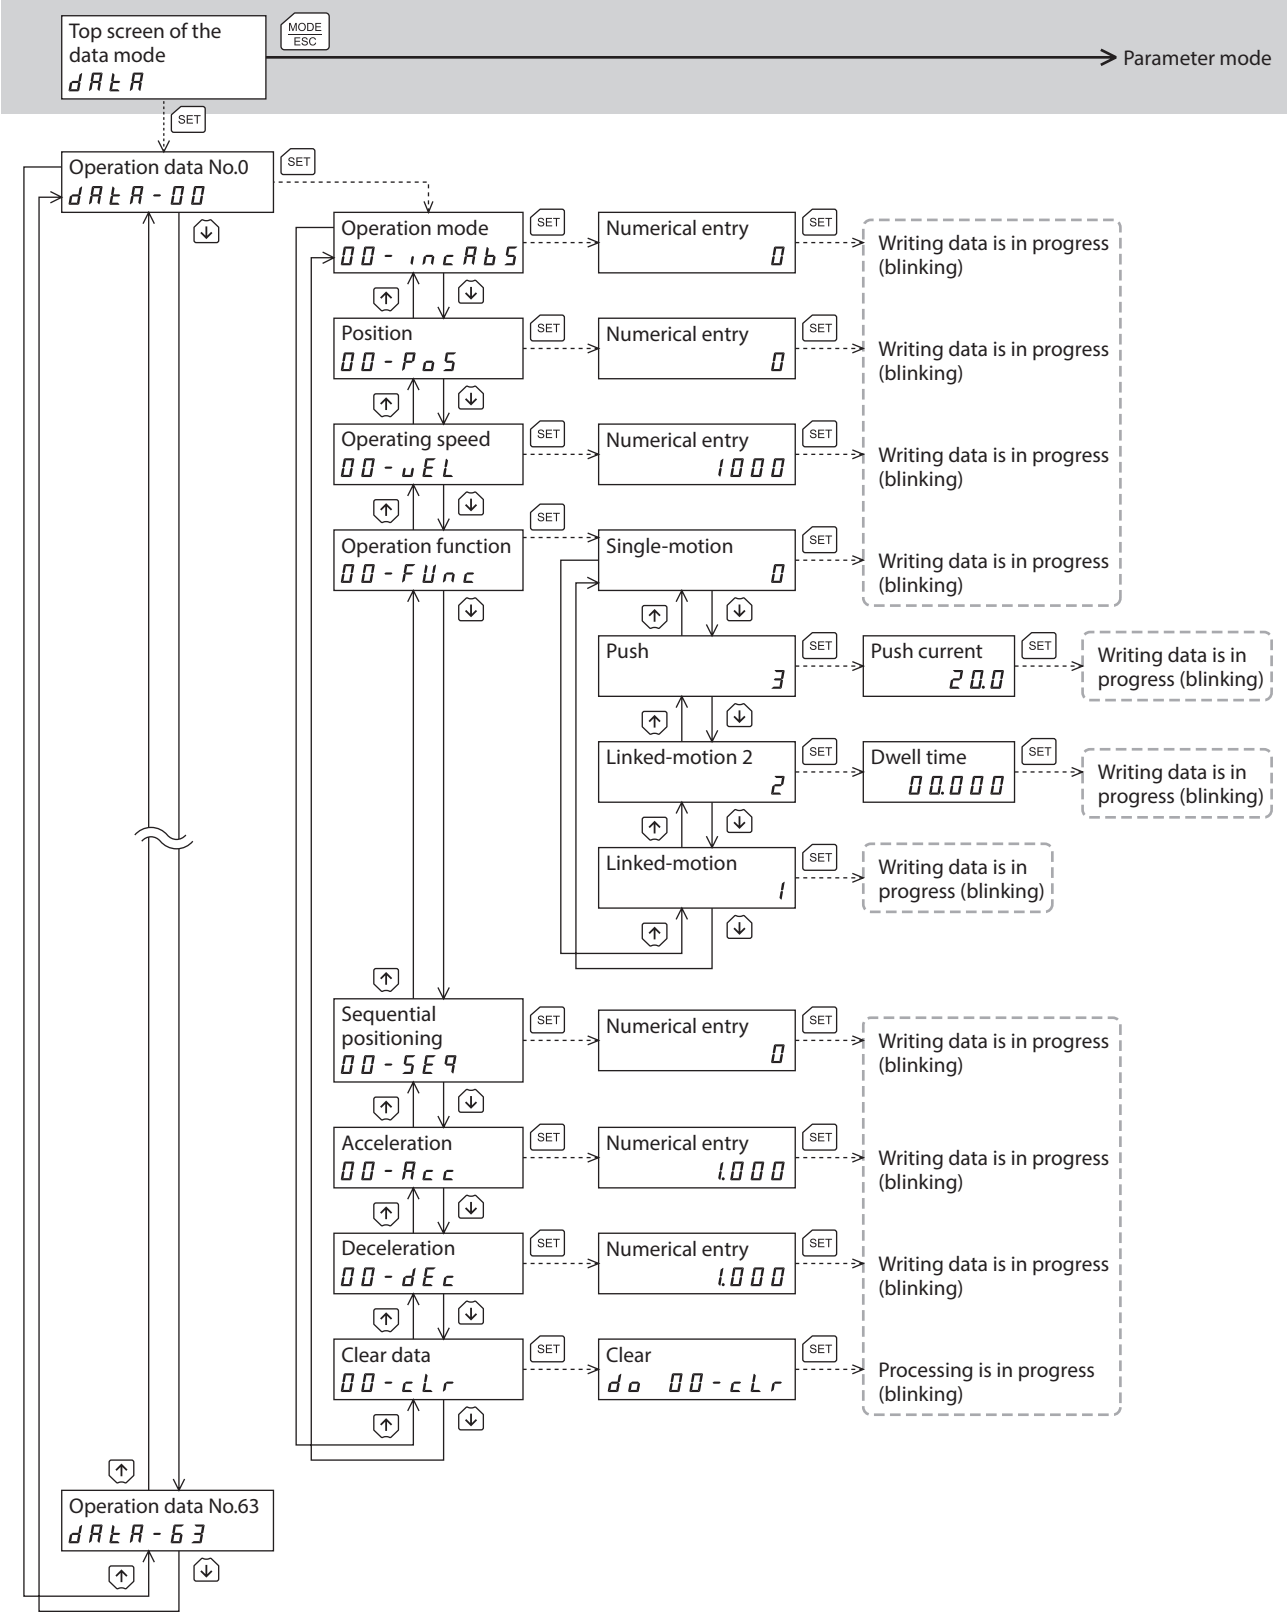 Top screen of the
data mode
dAtA
MODE
ESC
Parameter mode
SET
Operation data No.0
dAtA-00
SET
Operation mode
00-incAbS
SET
Numerical entry
0
SET
Writing data is in progress
(blinking)
Position
00-PoS
SET
Numerical entry
0
SET
Writing data is in progress
(blinking)
Operating speed
00-vEL
SET
Numerical entry
1000
SET
Writing data is in progress
(blinking)
Operation function
00-FUnc
SET
Single-motion
0
SET
Writing data is in progress
(blinking)
Push
3
SET
Push current
20.0
SET
Writing data is in
progress (blinking)
Linked-motion 2
2
SET
Dwell time
00.000
SET
Writing data is in
progress (blinking)
Linked-motion
1
SET
Writing data is in
progress (blinking)
Sequential
positioning
00-SEq
SET
Numerical entry
0
SET
Writing data is in progress
(blinking)
Acceleration
00-Acc
SET
Numerical entry
1.000
SET
Writing data is in progress
(blinking)
Deceleration
00-dEc
SET
Numerical entry
1.000
SET
Writing data is in progress
(blinking)
Clear data
00-cLr
SET
Clear
do 00-cLr
SET
Processing is in progress
(blinking)
Operation data No.63
dAtA-63